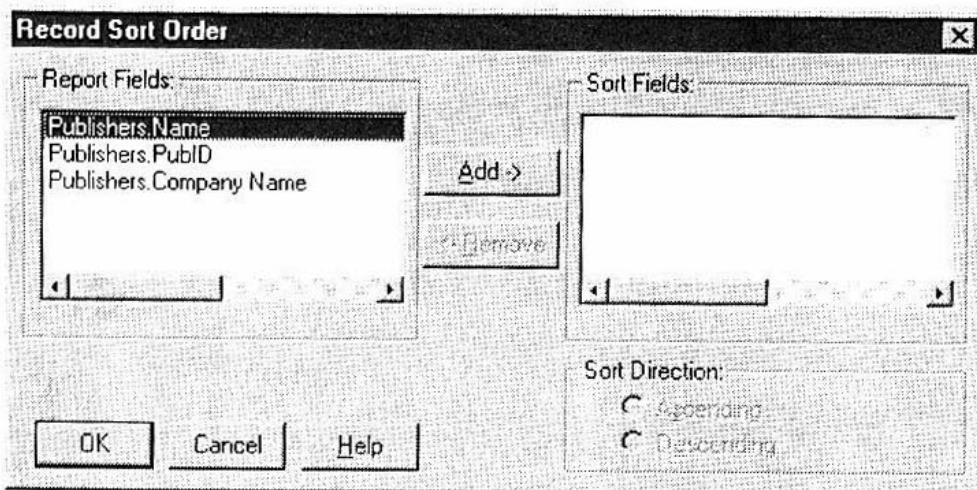 Record Sort Order
Report Fields:
Publishers.Name
Publishers.PubID
Publishers.Company Name
Add ->
<- Remove
Sort Fields:
Sort Direction:
Ascending
Descending
OK
Cancel
Help